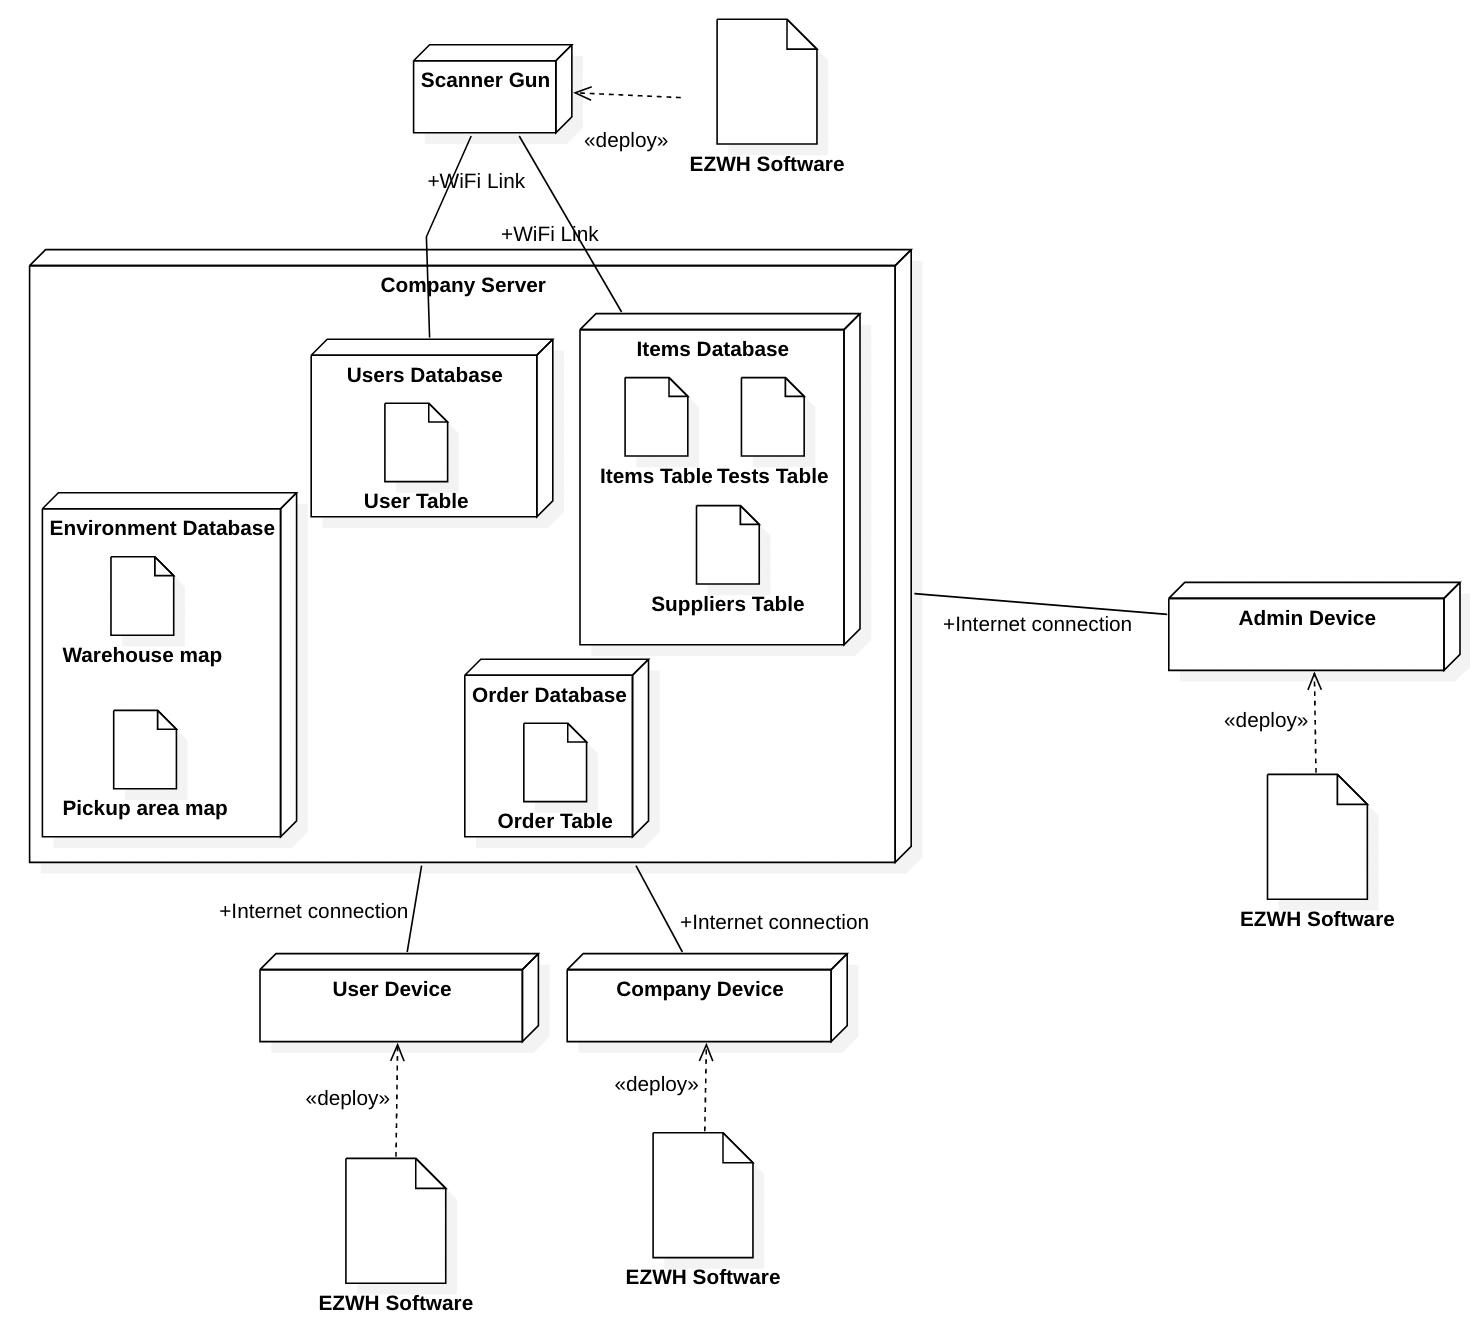 Scanner Gun
«deploy»
EZWH Software
+WiFi Link
+WiFi Link
Company Server
Items Database
Users Database
Items Table
Tests Table
User Table
Environment Database
Suppliers Table
Warehouse map
Order Database
Pickup area map
Order Table
+Internet connection
Admin Device
«deploy»
EZWH Software
+Internet connection
+Internet connection
User Device
Company Device
«deploy»
«deploy»
EZWH Software
EZWH Software